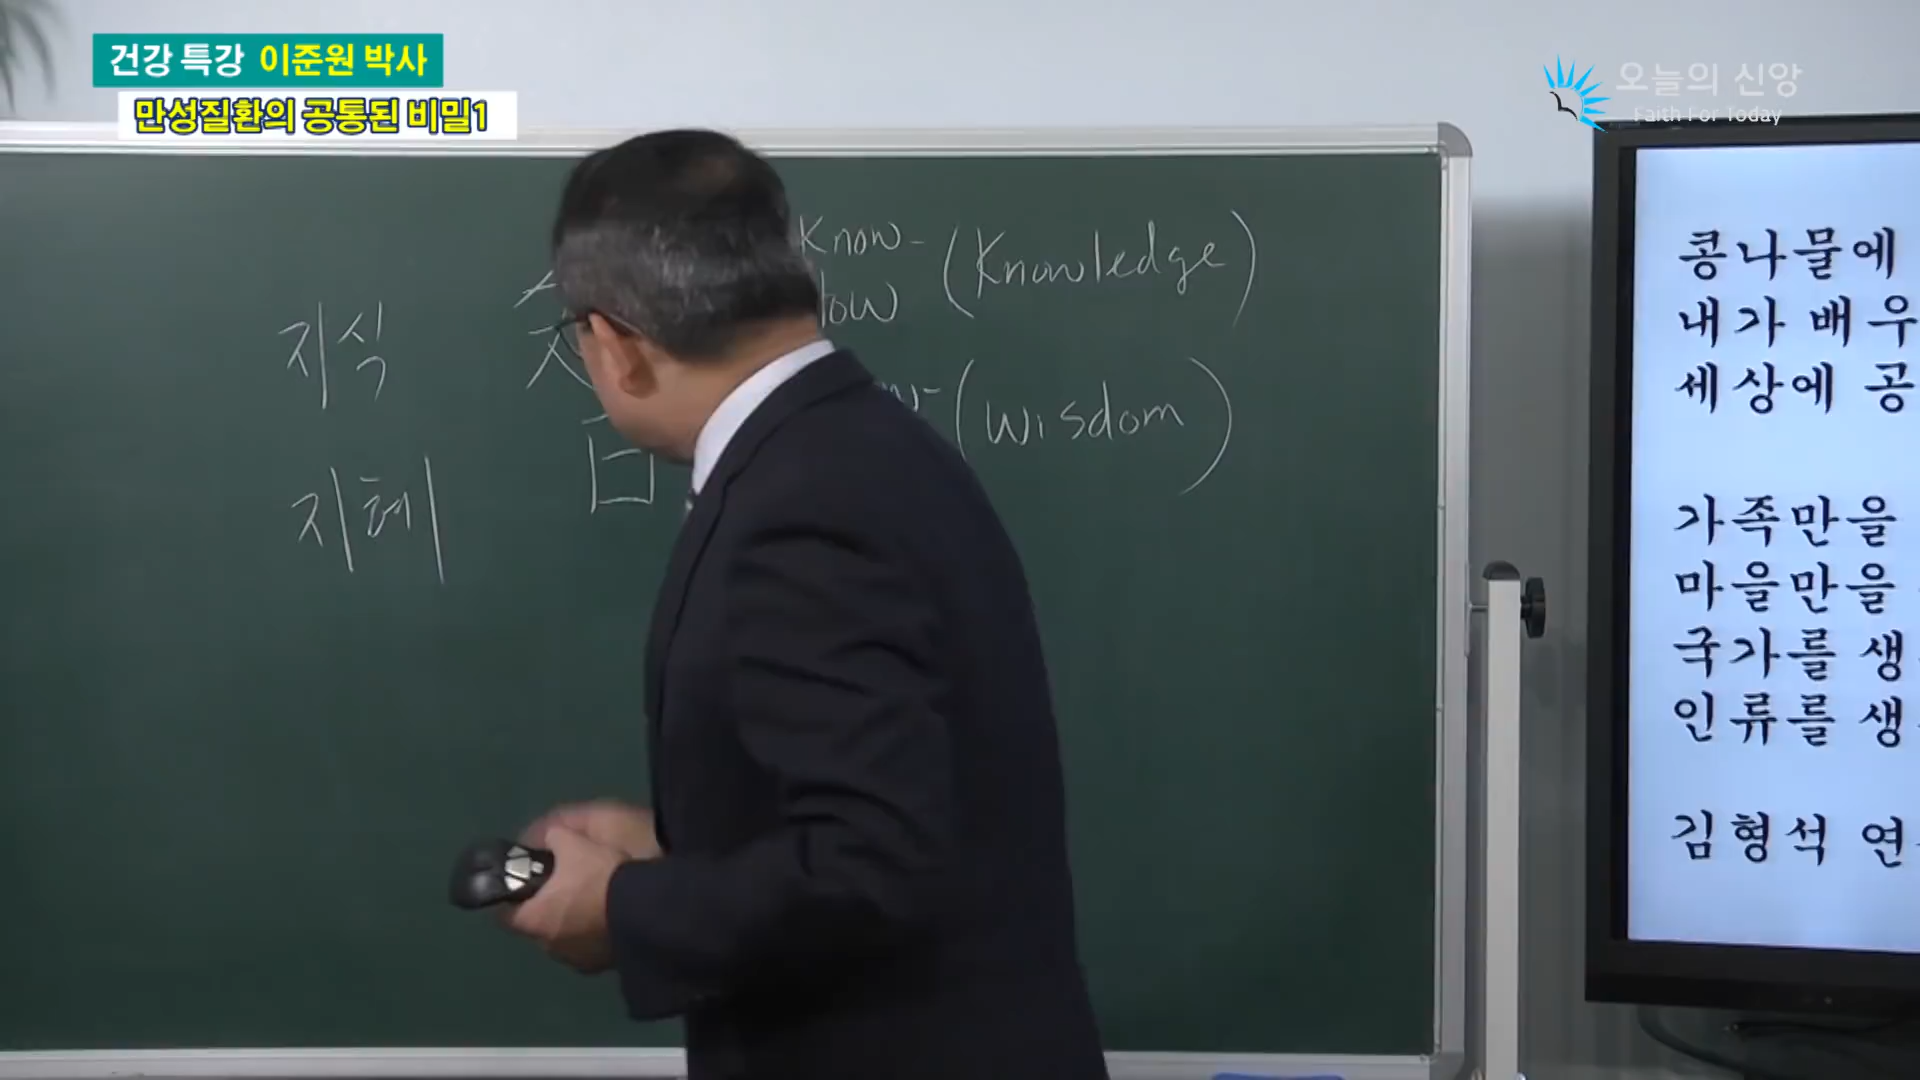 건강 특강 이준원 박사
만성질환의 공통된 비밀1
오늘의 신앙
Faith For Today
지식
Know-
(Knowledge)
지혜
(Wisdom)
콩나물에
내가 배우
세상에 공
가족만을
마을만을
국가를 생
인류를 생
김형석 연